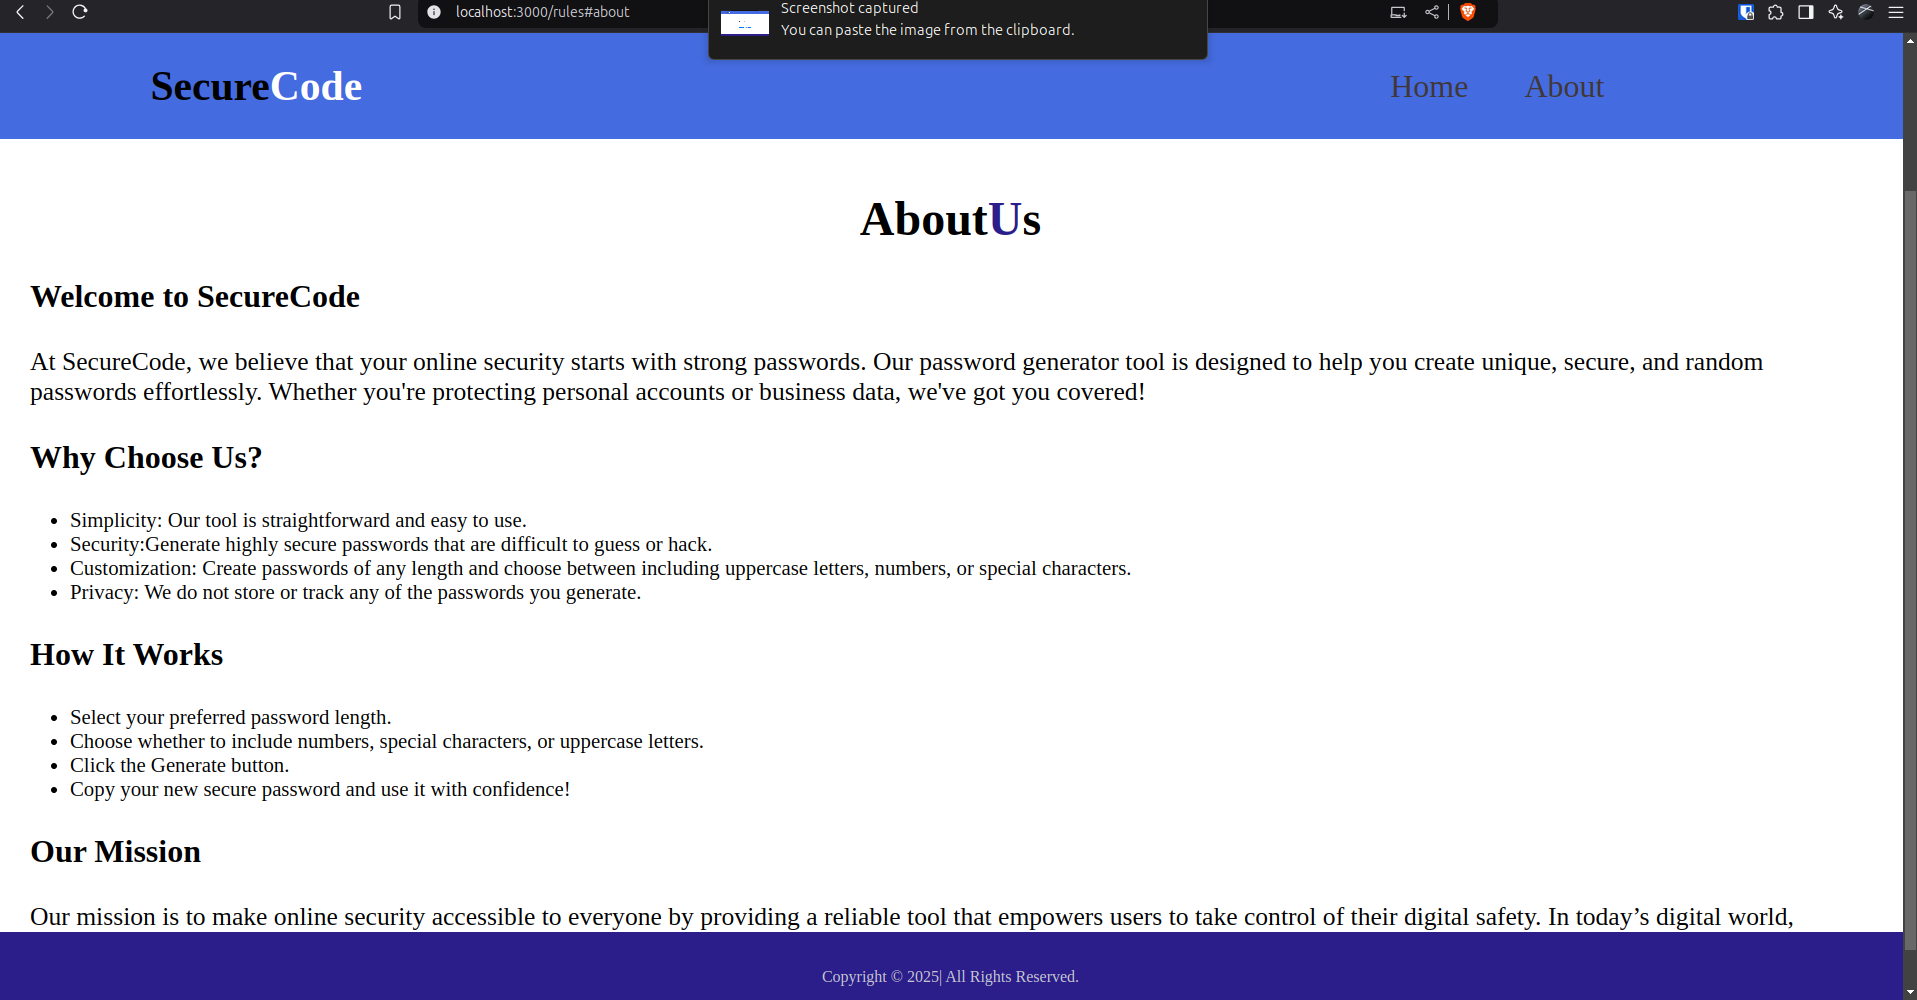 localhost:3000/rules#about
Screenshot captured
You can paste the image from the clipboard.
SecureCode
Home About
AboutUs
Welcome to SecureCode
At SecureCode, we believe that your online security starts with strong passwords. Our password generator tool is designed to help you create unique, secure, and random
passwords effortlessly. Whether you're protecting personal accounts or business data, we've got you covered!
Why Choose Us?
• Simplicity: Our tool is straightforward and easy to use.
• Security:Generate highly secure passwords that are difficult to guess or hack.
• Customization: Create passwords of any length and choose between including uppercase letters, numbers, or special characters.
• Privacy: We do not store or track any of the passwords you generate.
How It Works
• Select your preferred password length.
• Choose whether to include numbers, special characters, or uppercase letters.
• Click the Generate button.
• Copy your new secure password and use it with confidence!
Our Mission
Our mission is to make online security accessible to everyone by providing a reliable tool that empowers users to take control of their digital safety. In today’s digital world,
Copyright © 2025| All Rights Reserved.